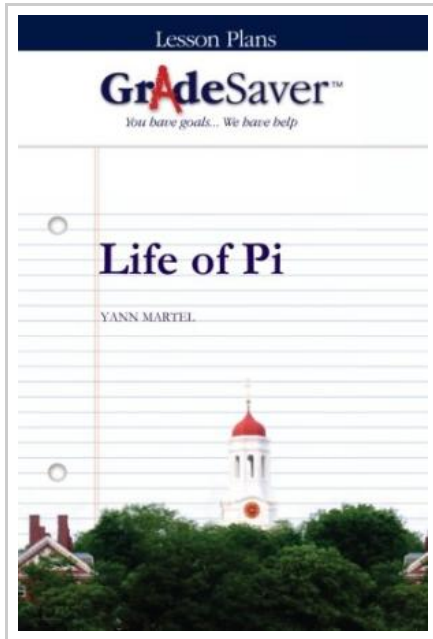 Lesson Plans
GrAdeSaver™
You have goals... We have help
Life of Pi
YANN MARTEL